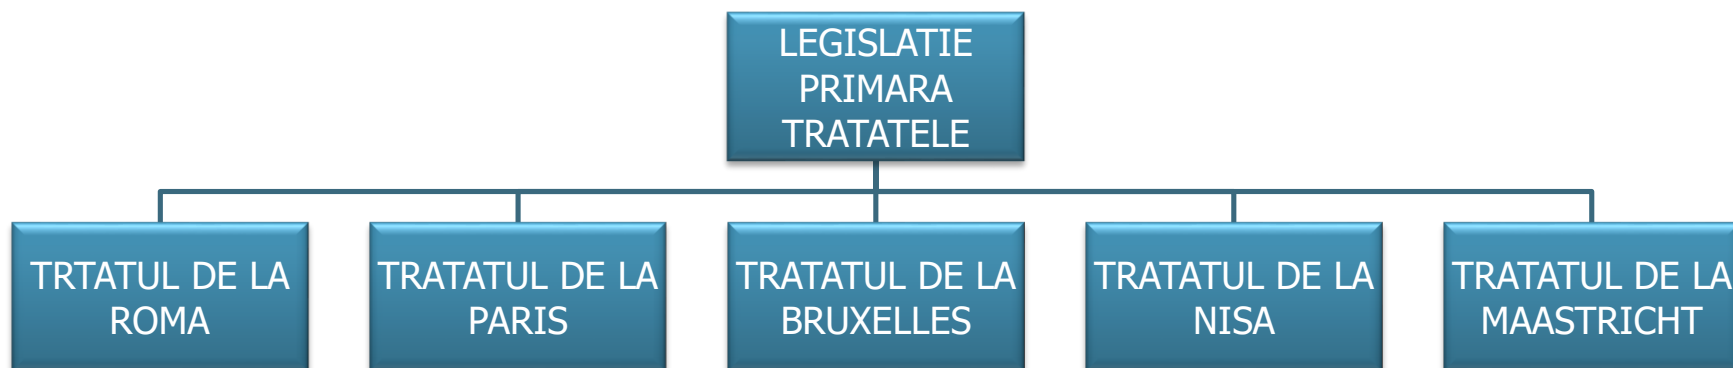 LEGISLATIE
PRIMARA
TRATATELE
TRTATUL DE LA
ROMA
TRATATUL DE LA
PARIS
TRATATUL DE LA
BRUXELLES
TRATATUL DE LA
NISA
TRATATUL DE LA
MAASTRICHT